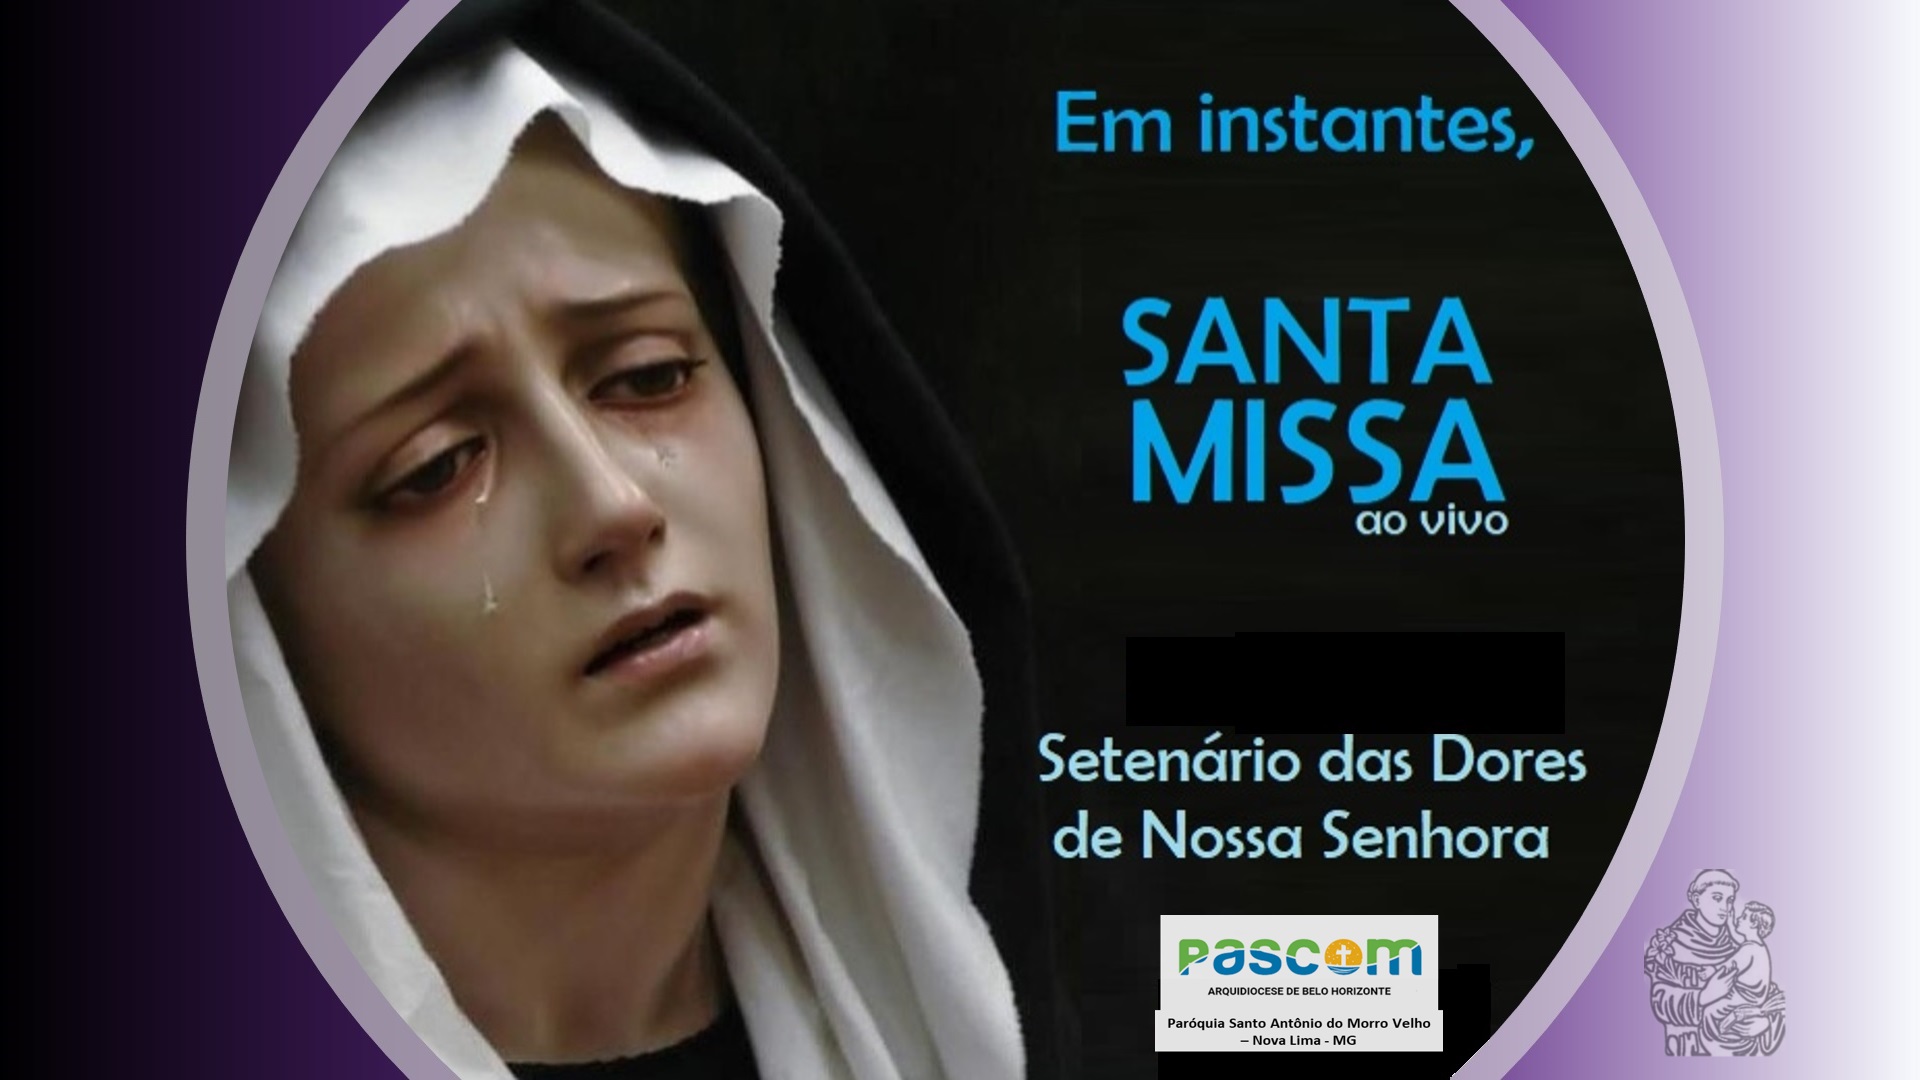 Em instantes,
SANTA
MISSA
ao vivo
Setenário das Dores
de Nossa Senhora
Pascom
ARQUIDIOCESE DE BELO HORIZONTE
Paróquia Santo Antônio do Morro Velho
– Nova Lima - MG